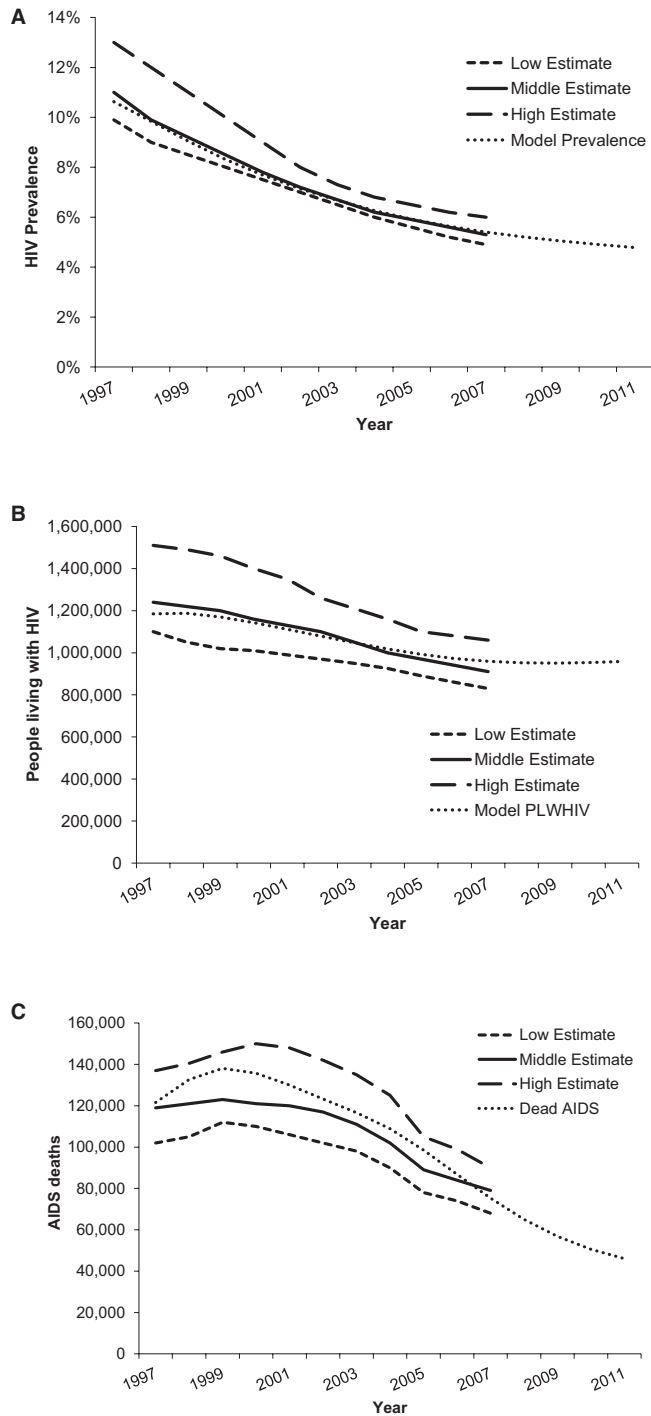 A
14%
12%
10%
8%
6%
4%
2%
0%
HIV Prevalence
Low Estimate
Middle Estimate
High Estimate
Model Prevalence
1997
1999
2001
2003
2005
2007
2009
2011
Year
B
1,600,000
1,400,000
1,200,000
1,000,000
800,000
600,000
400,000
200,000
0
People living with HIV
Low Estimate
Middle Estimate
High Estimate
Model PLWHIV
1997
1999
2001
2003
2005
2007
2009
2011
Year
C
160,000
140,000
120,000
100,000
80,000
60,000
40,000
20,000
0
AIDS deaths
Low Estimate
Middle Estimate
High Estimate
Dead AIDS
1997
1999
2001
2003
2005
2007
2009
2011
Year